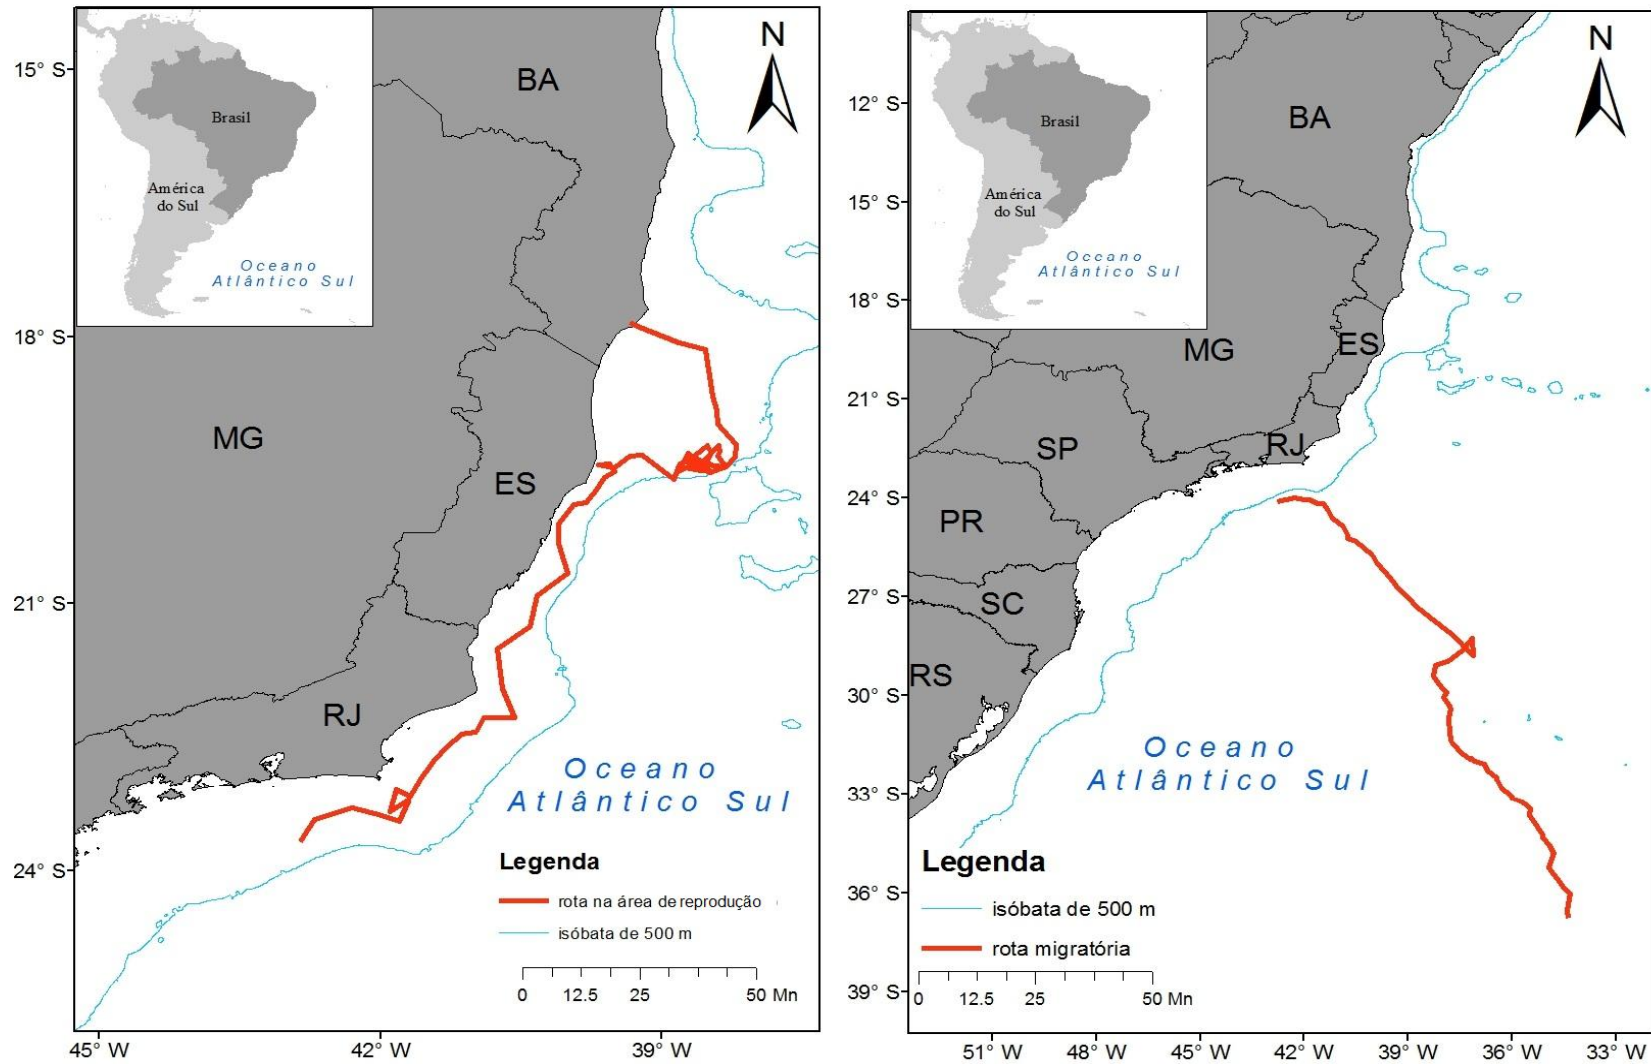 N
15° S
18° S
21° S
24° S
45° W
42° W
39° W
Brasil
América
do Sul
Oceano
Atlântico Sul
BA
MG
ES
RJ
Oceano
Atlântico Sul
Legenda
rota na área de reprodução
isóbata de 500 m
0 12.5 25 50 Mn
N
12° S
15° S
18° S
21° S
24° S
27° S
30° S
33° S
36° S
39° S
51° W
48° W
45° W
42° W
39° W
36° W
33° W
Brasil
América
do Sul
Occano
Atlântico Sul
BA
MG
ES
SP
RJ
PR
SC
RS
Oceano
Atlântico Sul
Legenda
isóbata de 500 m
rota migratória
0 12.5 25 50 Mn